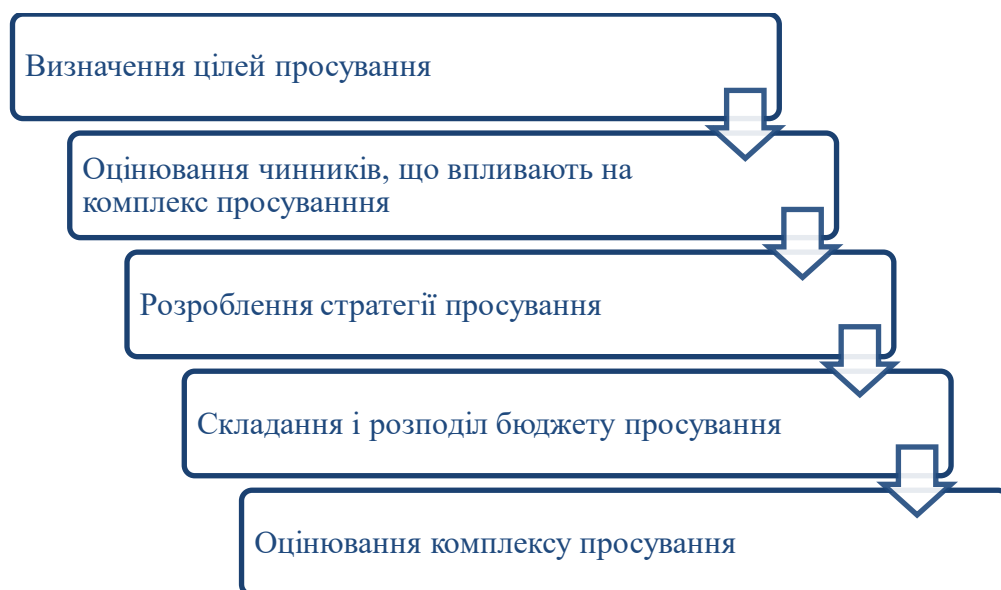 Визначення цілей просування
Оцінювання чинників, що впливають на
комплекс просуванння
Розроблення стратегії просування
Складання і розподіл бюджету просування
Оцінювання комплексу просування